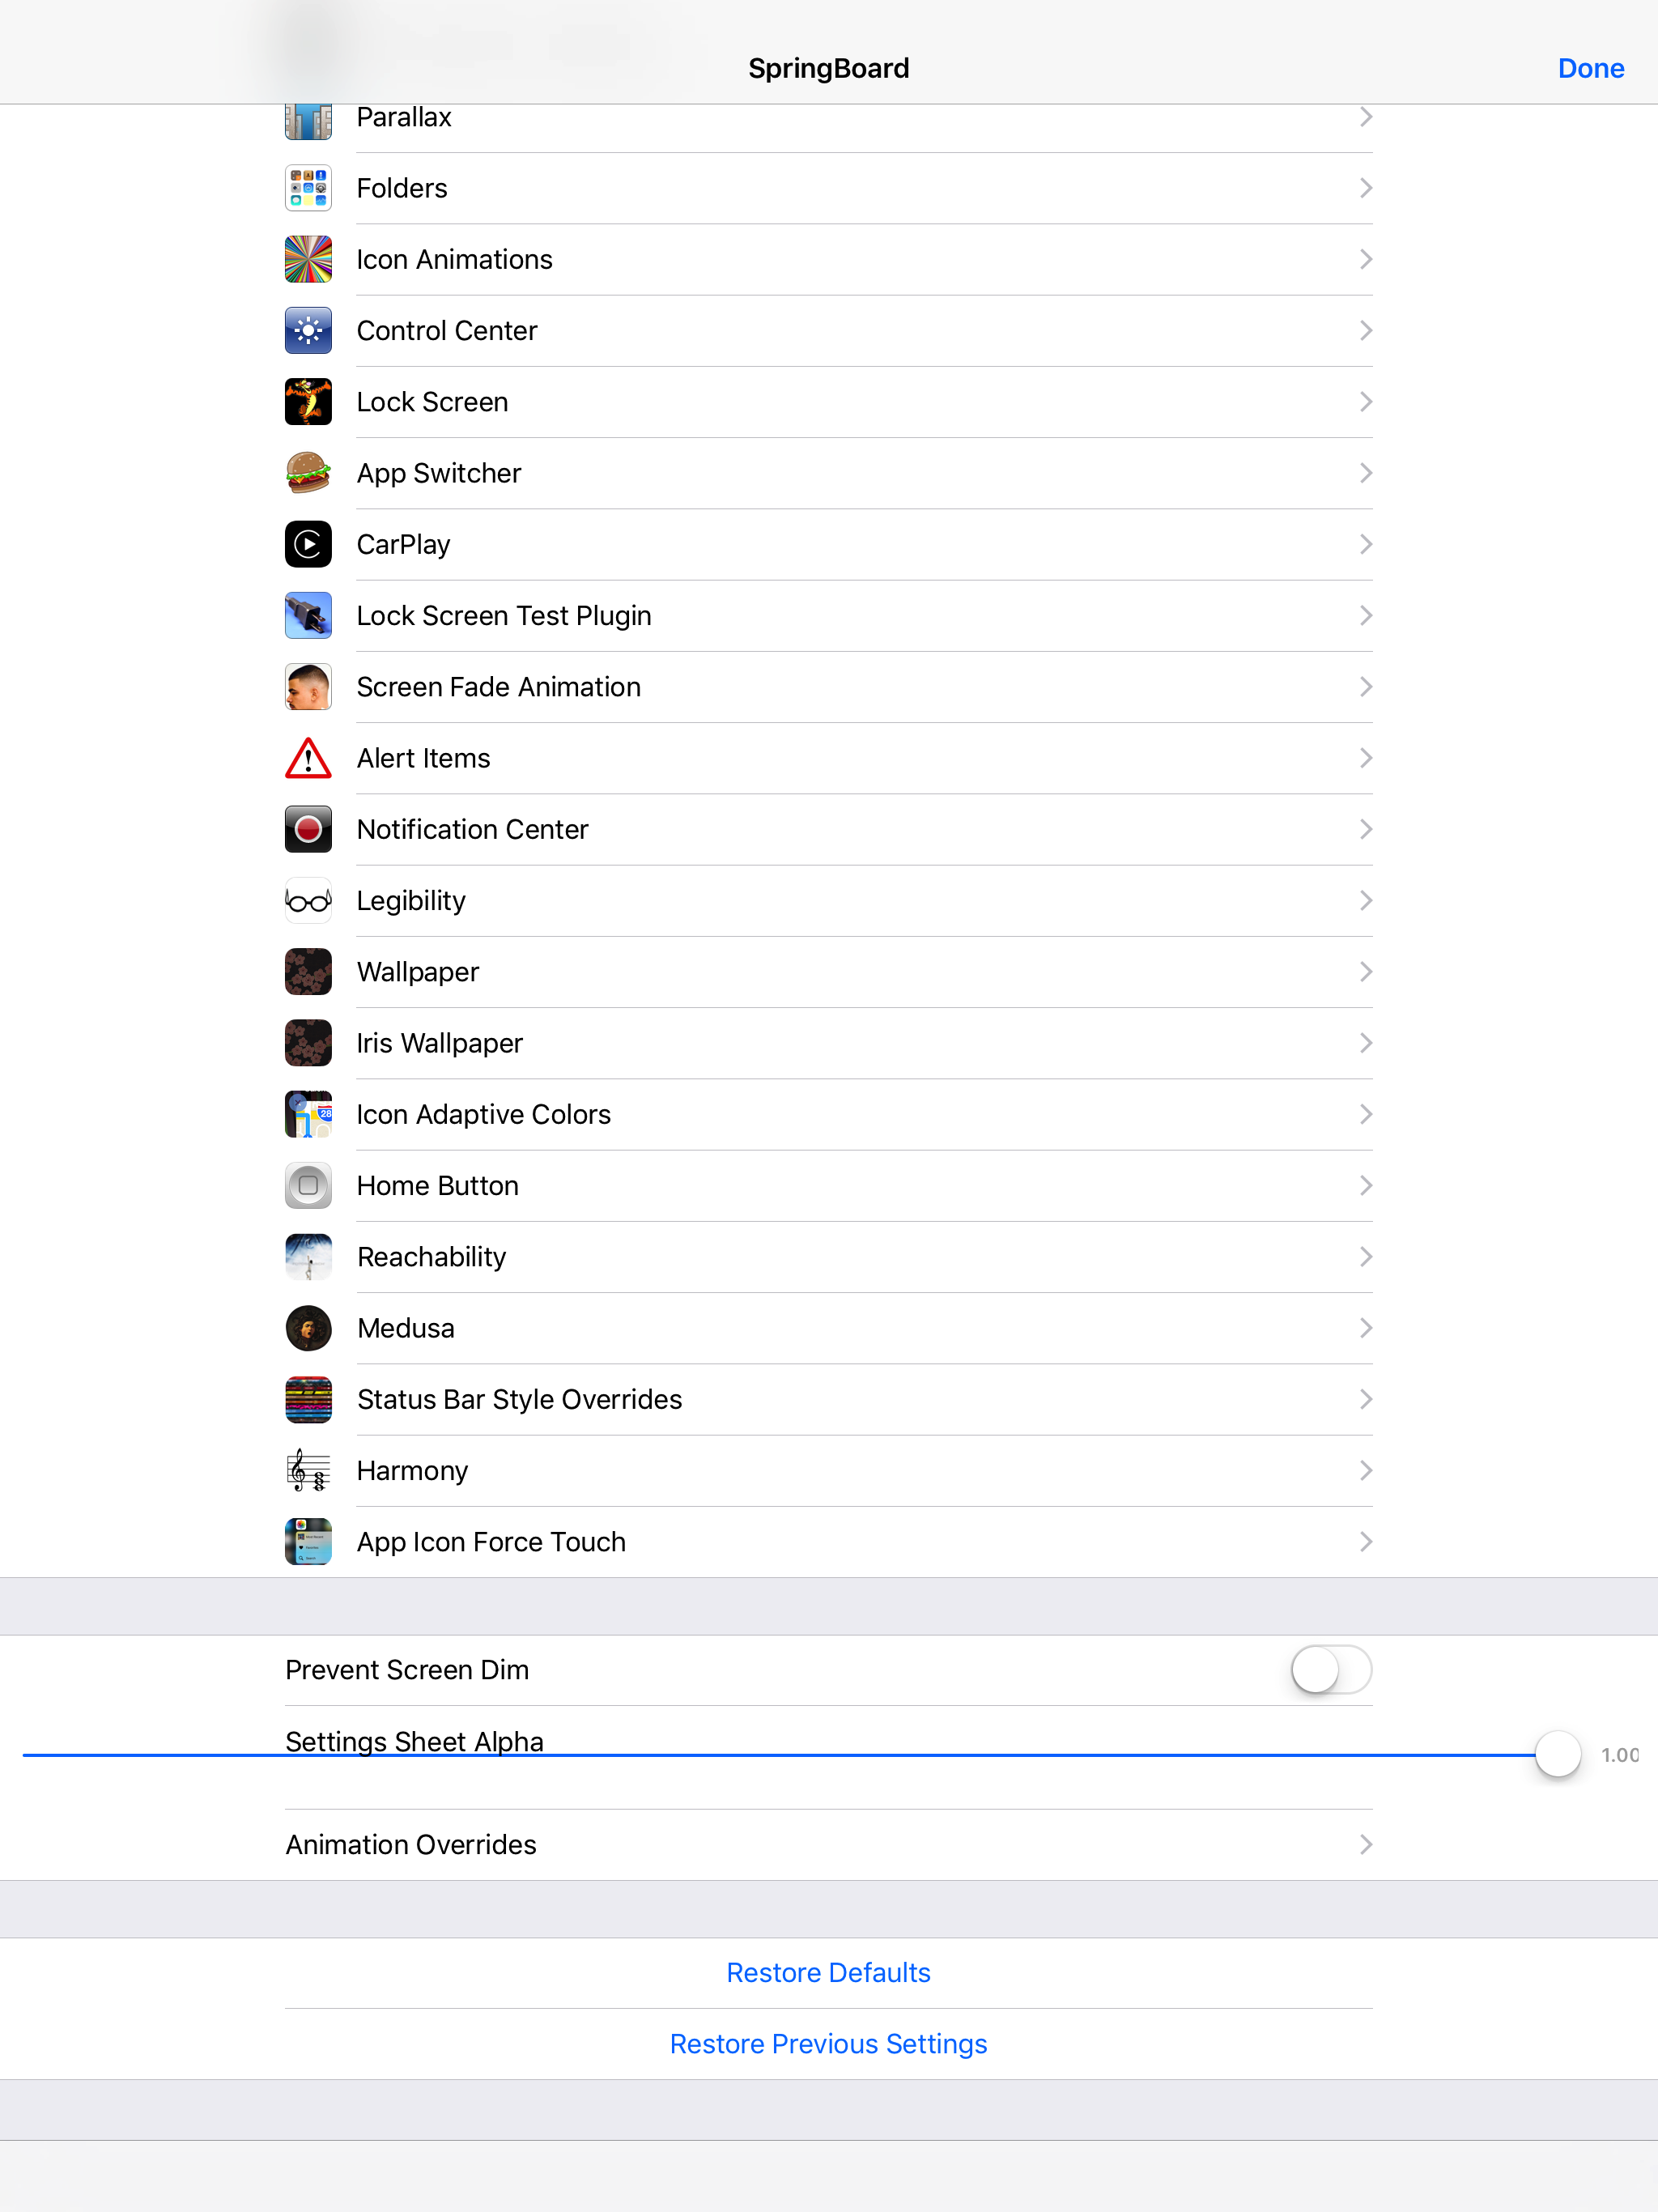 SpringBoard
Done
Parallax
Folders
Icon Animations
Control Center
Lock Screen
App Switcher
CarPlay
Lock Screen Test Plugin
Screen Fade Animation
Alert Items
Notification Center
Legibility
Wallpaper
Iris Wallpaper
28
Icon Adaptive Colors
Home Button
Reachability
Medusa
Status Bar Style Overrides
Harmony
App Icon Force Touch
Prevent Screen Dim
Settings Sheet Alpha
1.00
Animation Overrides
Restore Defaults
Restore Previous Settings